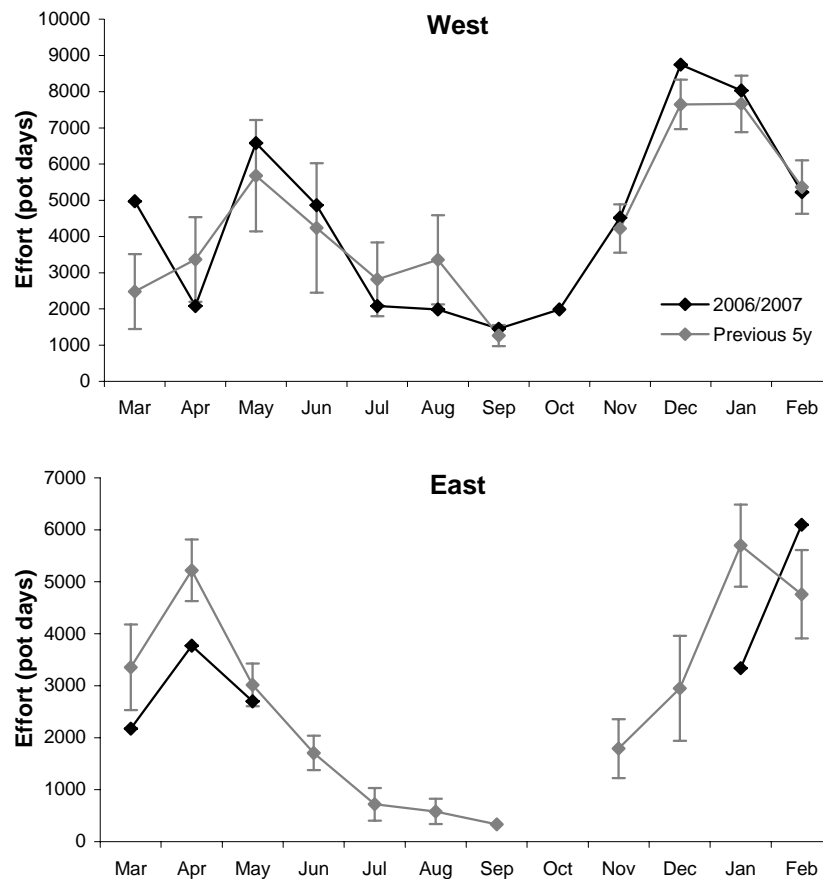 West
Effort (pot days)
10000
9000
8000
7000
6000
5000
4000
3000
2000
1000
0
2006/2007
Previous 5y
Mar Apr May Jun Jul Aug Sep Oct Nov Dec Jan Feb
East
Effort (pot days)
7000
6000
5000
4000
3000
2000
1000
0
Mar Apr May Jun Jul Aug Sep Oct Nov Dec Jan Feb